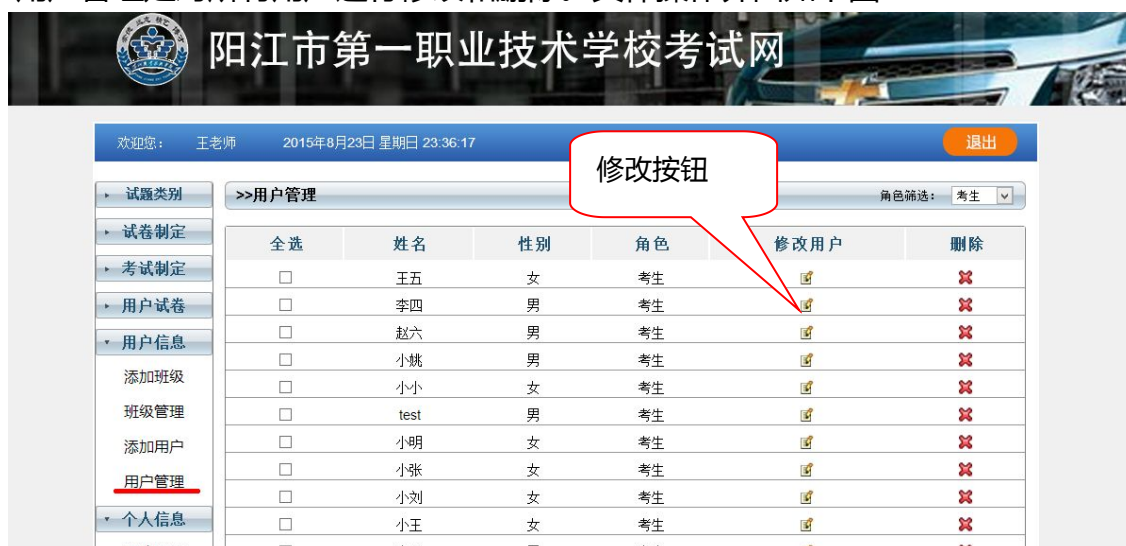 阳江市第一职业技术学校考试网
欢迎您： 王老师 2015年8月23日 星期日 23:36:17 退出
修改按钮
试题类别
>>用户管理 角色筛选： 考生
试卷制定
全选 姓名 性别 角色 修改用户 删除
考试制定
王五 女 考生
用户试卷
李四 男 考生
用户信息
赵六 男 考生
小姚 男 考生
添加班级
小小 女 考生
班级管理
test 男 考生
添加用户
小明 女 考生
小张 女 考生
用户管理
小刘 女 考生
个人信息
小王 女 考生